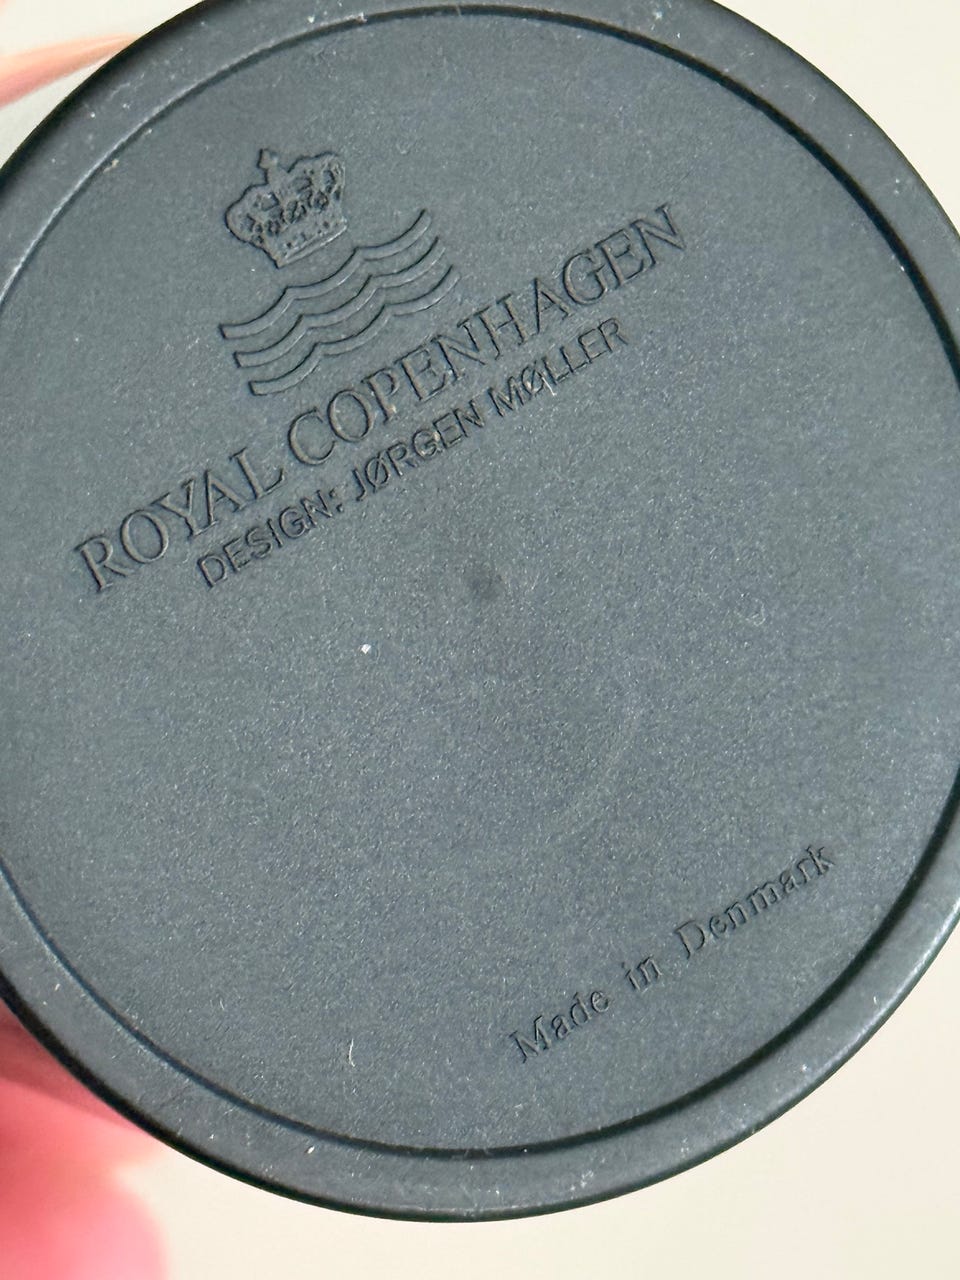 ROYAL COPENHAGEN
DESIGN: JØRGEN MØLLER
Made in Denmark